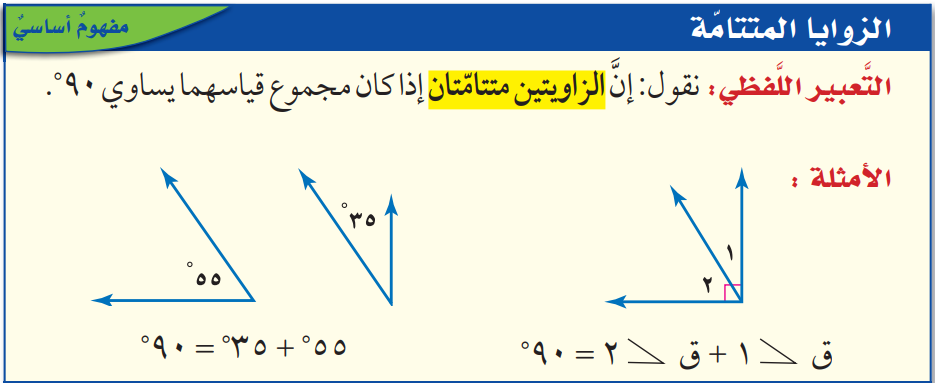 الزوايا المتتامّة
مفهومٌ أساسيٌ
التَّعبير اللَّفظي: نقول: إنَّ الزاويتين متتامّتان إذا كان مجموع قياسهما يساوي ٩٠°.
الأمثلة :
١
٢
٣٥°
٥٥°
ق ∠١ + ق ∠٢ = ٩٠°
٥٥° + ٣٥° = ٩٠°